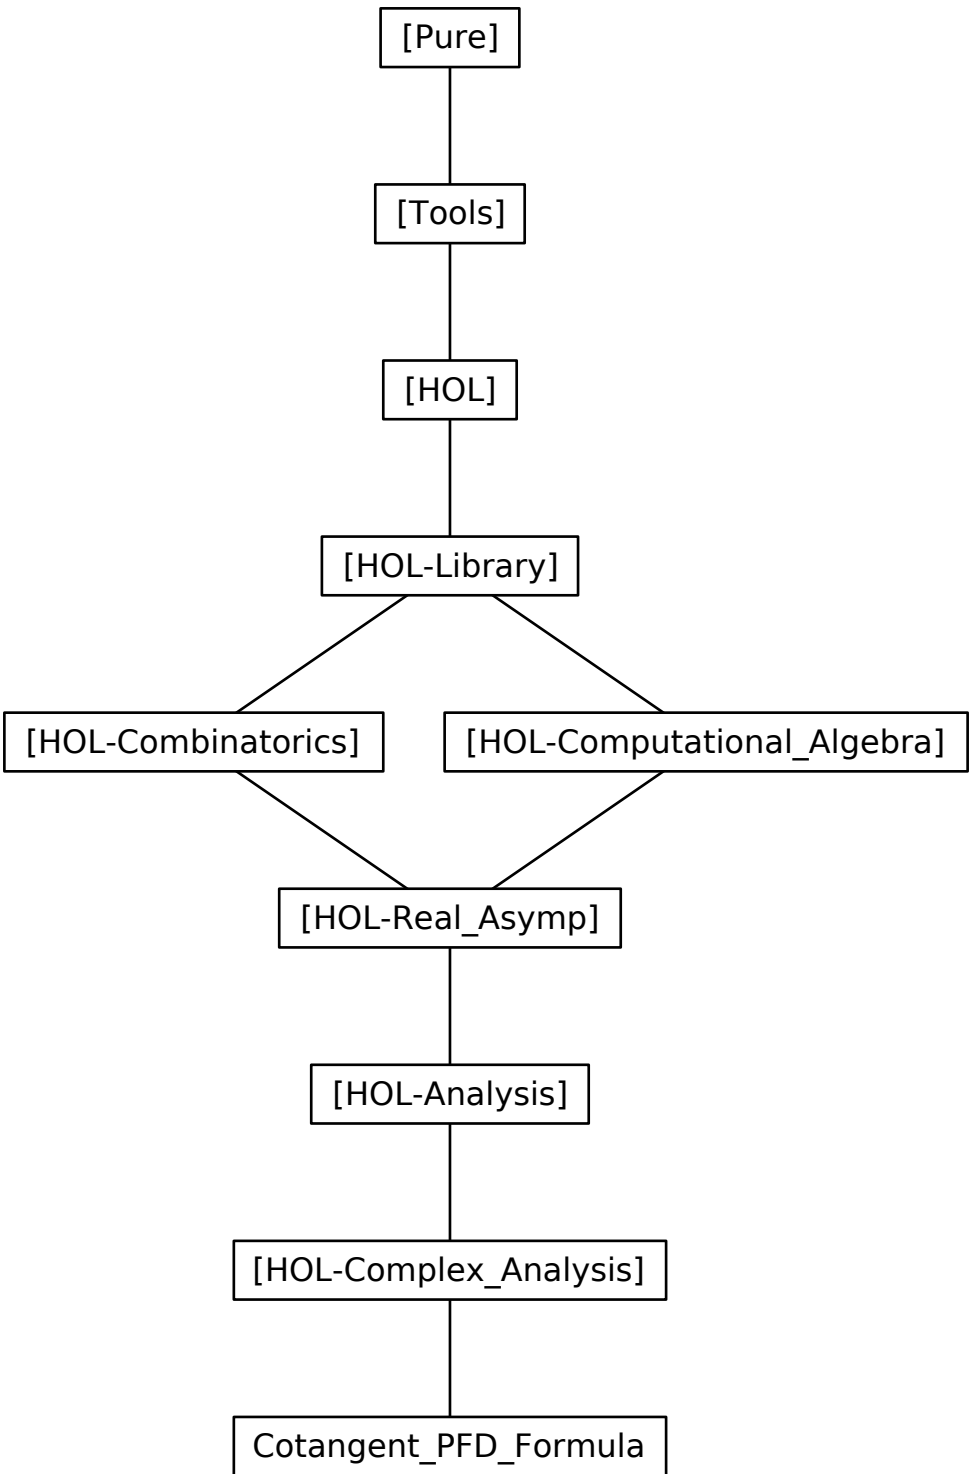 [Pure]
[Tools]
[HOL]
[HOL-Library]
[HOL-Combinatorics]
[HOL-Computational_Algebra]
[HOL-Real_Asymp]
[HOL-Analysis]
[HOL-Complex_Analysis]
Cotangent_PFD_Formula